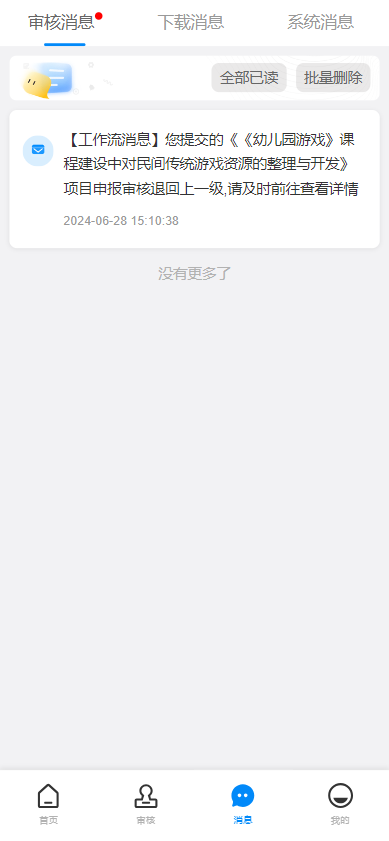 审核消息 下载消息 系统消息
全部已读 批量删除
【工作流消息】您提交的《《幼儿园游戏》课
程建设中对民间传统游戏资源的整理与开发》
项目申报审核退回上一级,请及时前往查看详情
2024-06-28 15:10:38
没有更多了
首页 审核 消息 我的